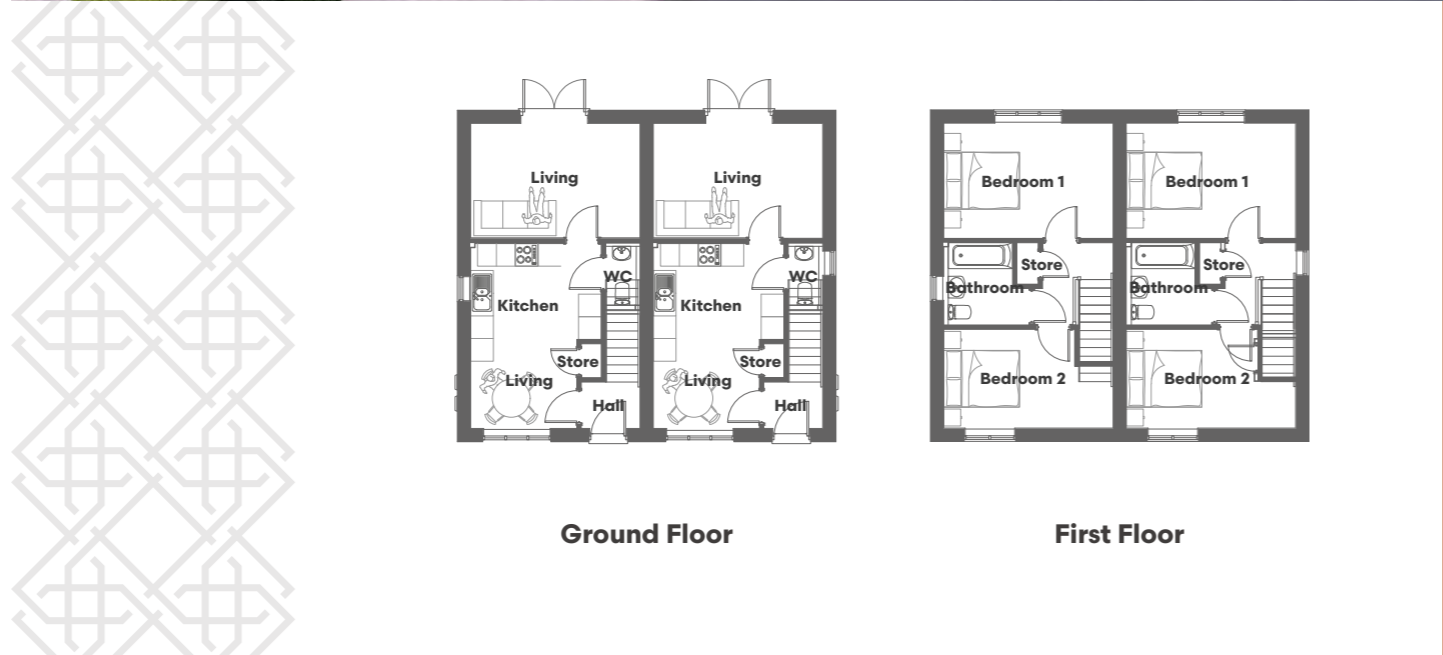 Living
Living
WC
WC
Kitchen
Kitchen
Store
Store
Living
Living
Hall
Hall
Ground Floor
Bedroom 1
Bedroom 1
Store
Store
Bathroom
Bathroom
Bedroom 2
Bedroom 2
First Floor